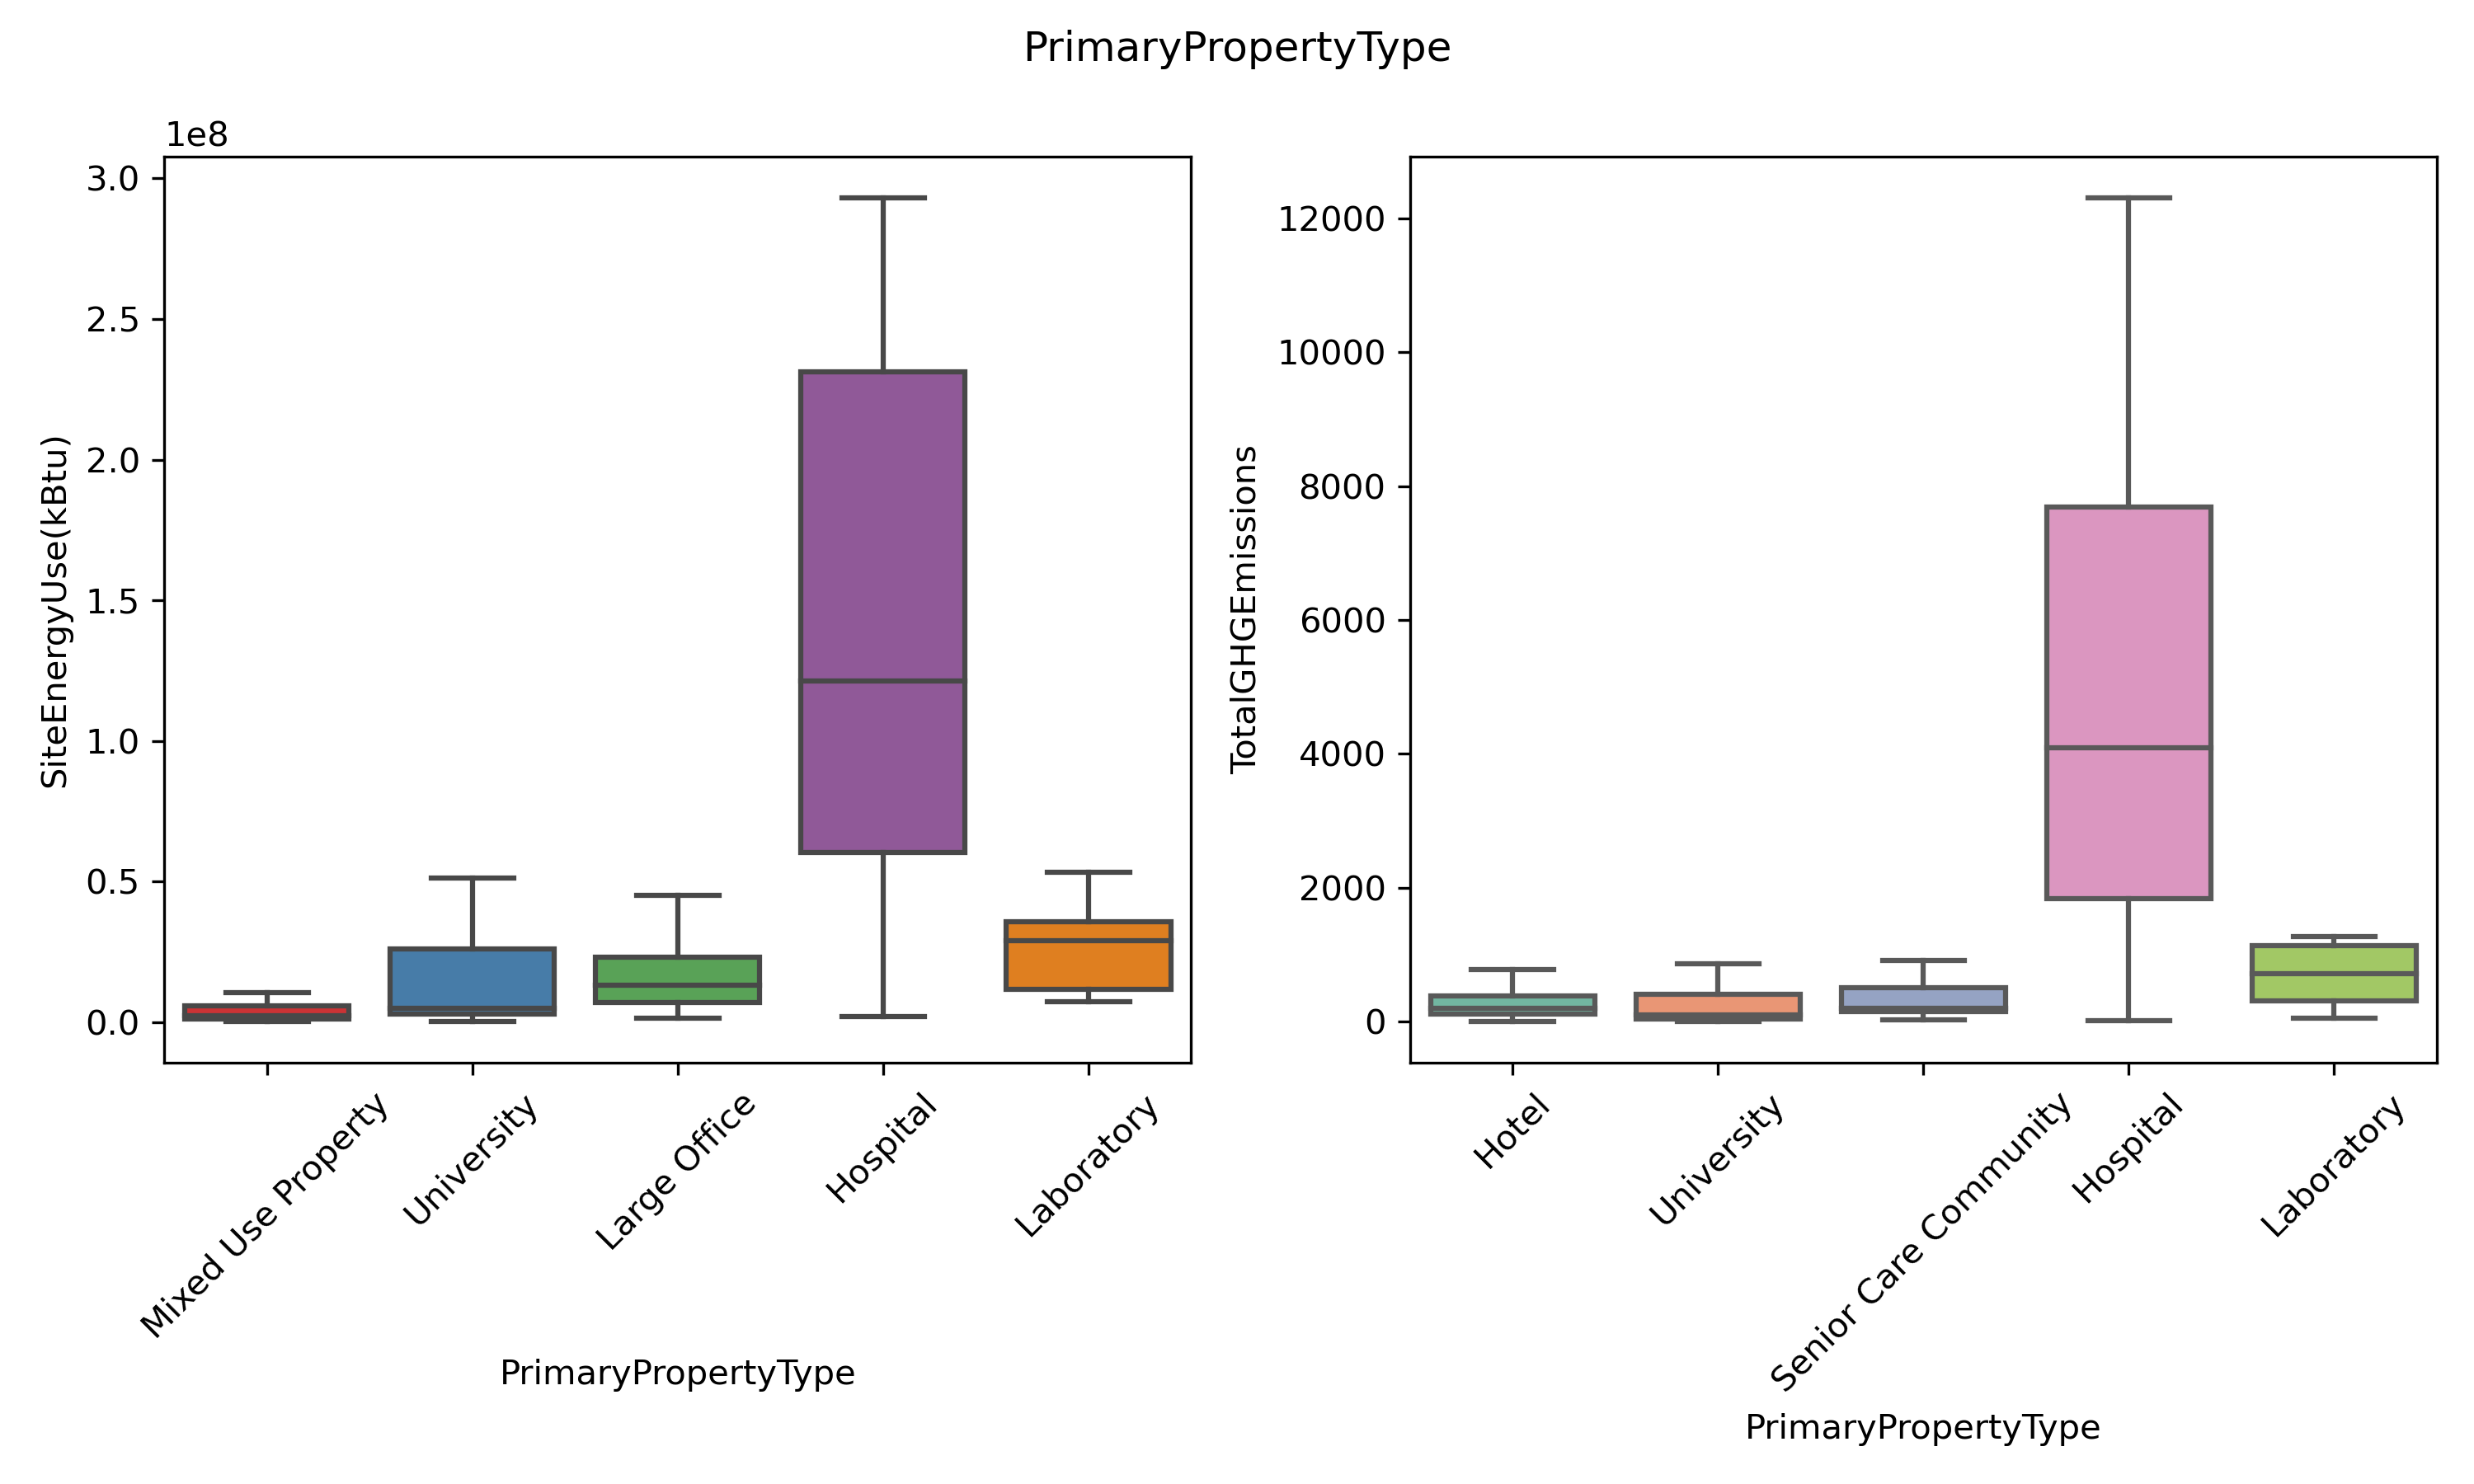 PrimaryPropertyType
1e8
3.0
2.5
2.0
1.5
1.0
0.5
0.0
SiteEnergyUse(kBtu)
Mixed Use Property
University
Large Office
Hospital
Laboratory
PrimaryPropertyType
12000
10000
8000
6000
4000
2000
0
TotalGHGEmissions
Hotel
University
Senior Care Community
Hospital
Laboratory
PrimaryPropertyType